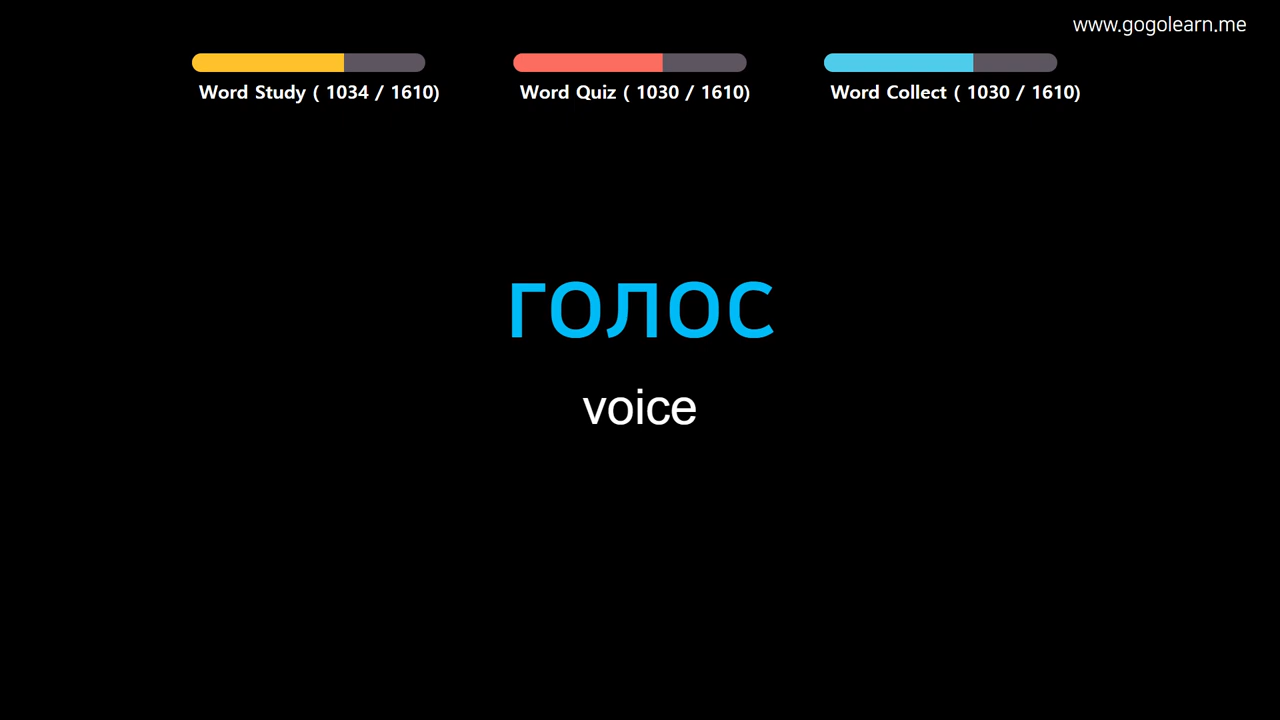 www.gogolearn.me
Word Study ( 1034 / 1610)
Word Quiz ( 1030 / 1610)
Word Collect ( 1030 / 1610)
голос
voice